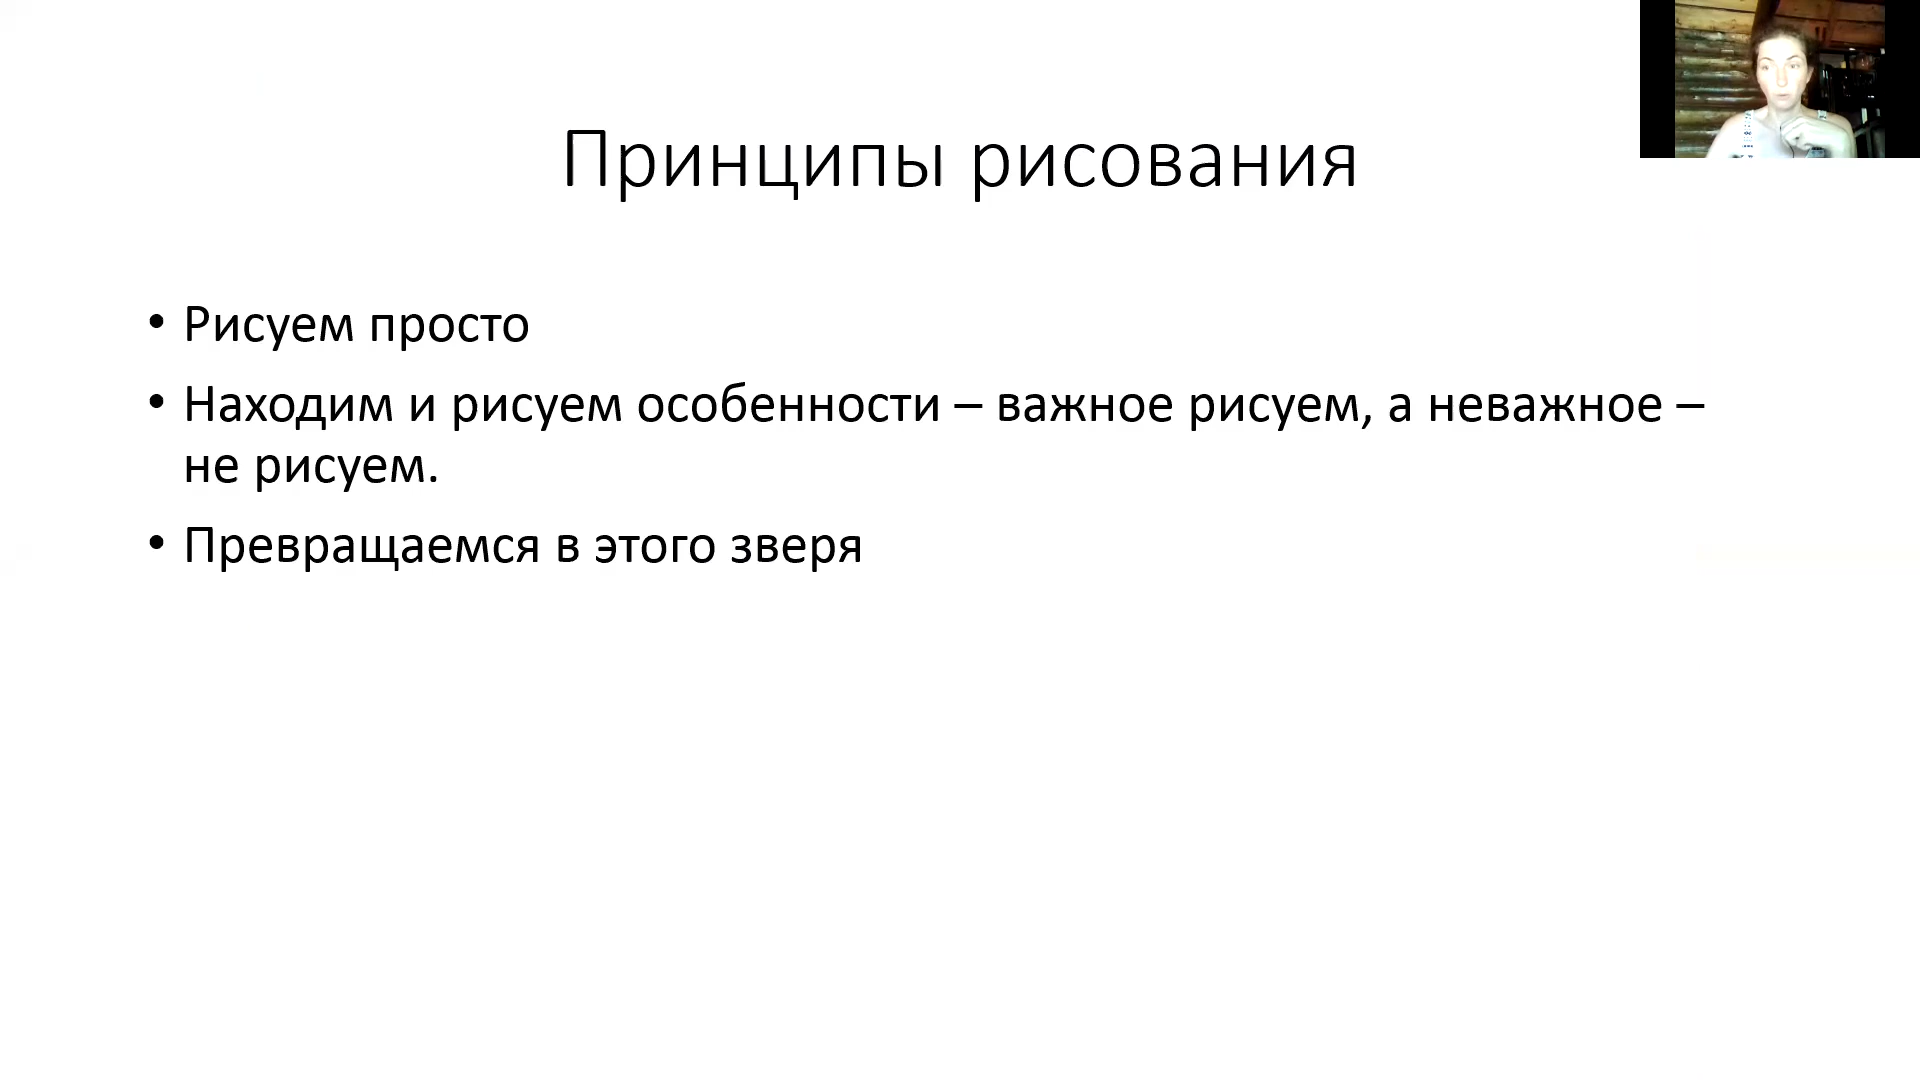 Принципы рисования
• Рисуем просто
• Находим и рисуем особенности – важное рисуем, а неважное –
не рисуем.
• Превращаемся в этого зверя